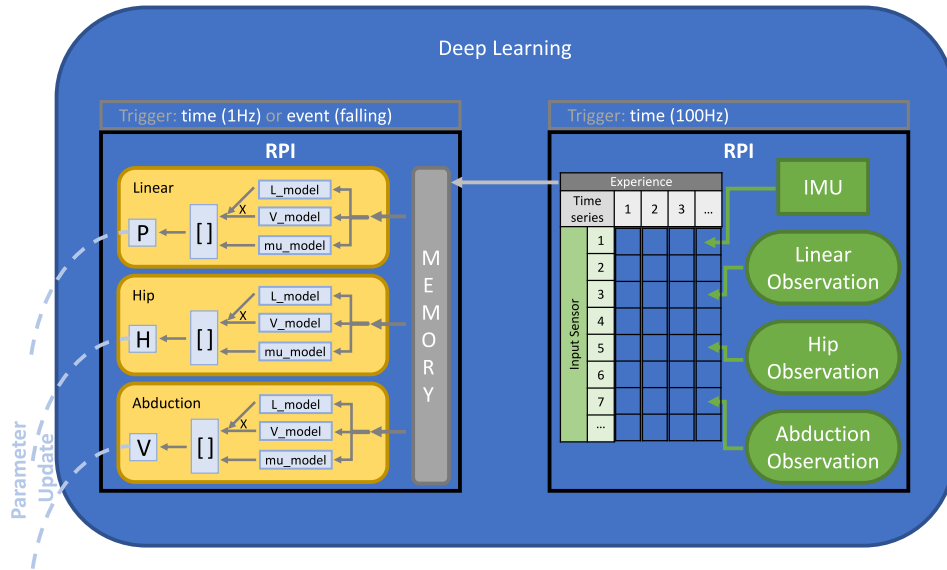 Deep Learning
Trigger: time (1Hz) or event (falling)
RPI
Linear
L_model
V_model
mu_model
X
[ ]
P
Hip
L_model
V_model
mu_model
X
[ ]
H
Abduction
L_model
V_model
mu_model
X
[ ]
V
MEMORY
Parameter
Update
Trigger: time (100Hz)
RPI
Experience
Time
series
1 2 3 ...
Input Sensor
1
2
3
4
5
6
7
...
IMU
Linear
Observation
Hip
Observation
Abduction
Observation